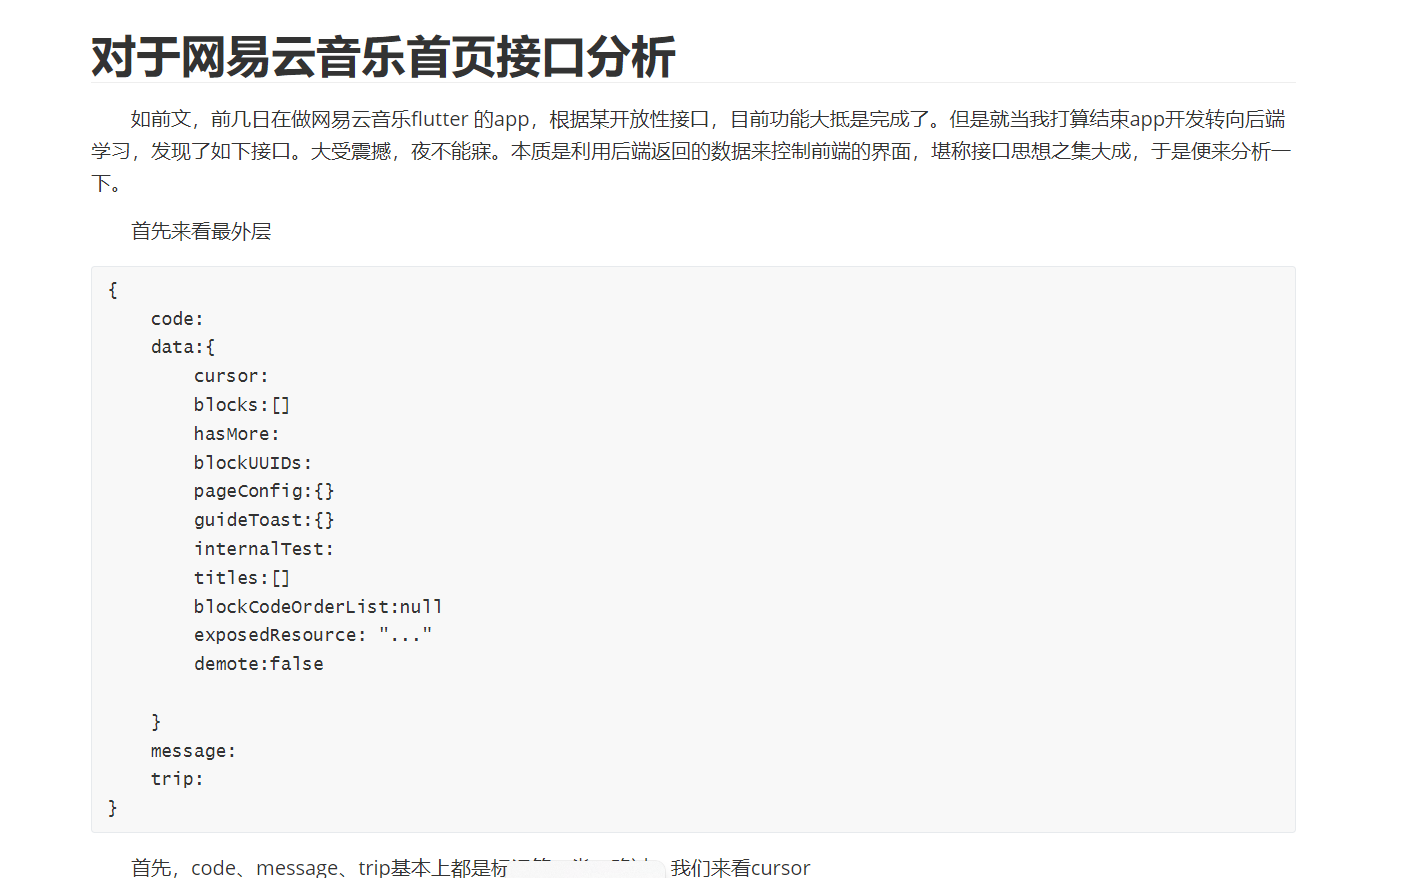 对于网易云音乐首页接口分析
如前文，前几日在做网易云音乐flutter 的app，根据某开放性接口，目前功能大抵是完成了。但是就当我打算结束app开发转向后端
学习，发现了如下接口。大受震撼，夜不能寐。本质是利用后端返回的数据来控制前端的界面，堪称接口思想之集大成，于是便来分析一
下。
首先来看最外层
{
code:
data:{
cursor:
blocks:[]
hasMore:
blockUUIDs:
pageConfig:{}
guideToast:{}
internalTest:
titles:[]
blockCodeOrderList:null
exposedResource: "..."
demote:false
}
message:
trip:
}
首先，code、message、trip基本上都是标 我们来看cursor